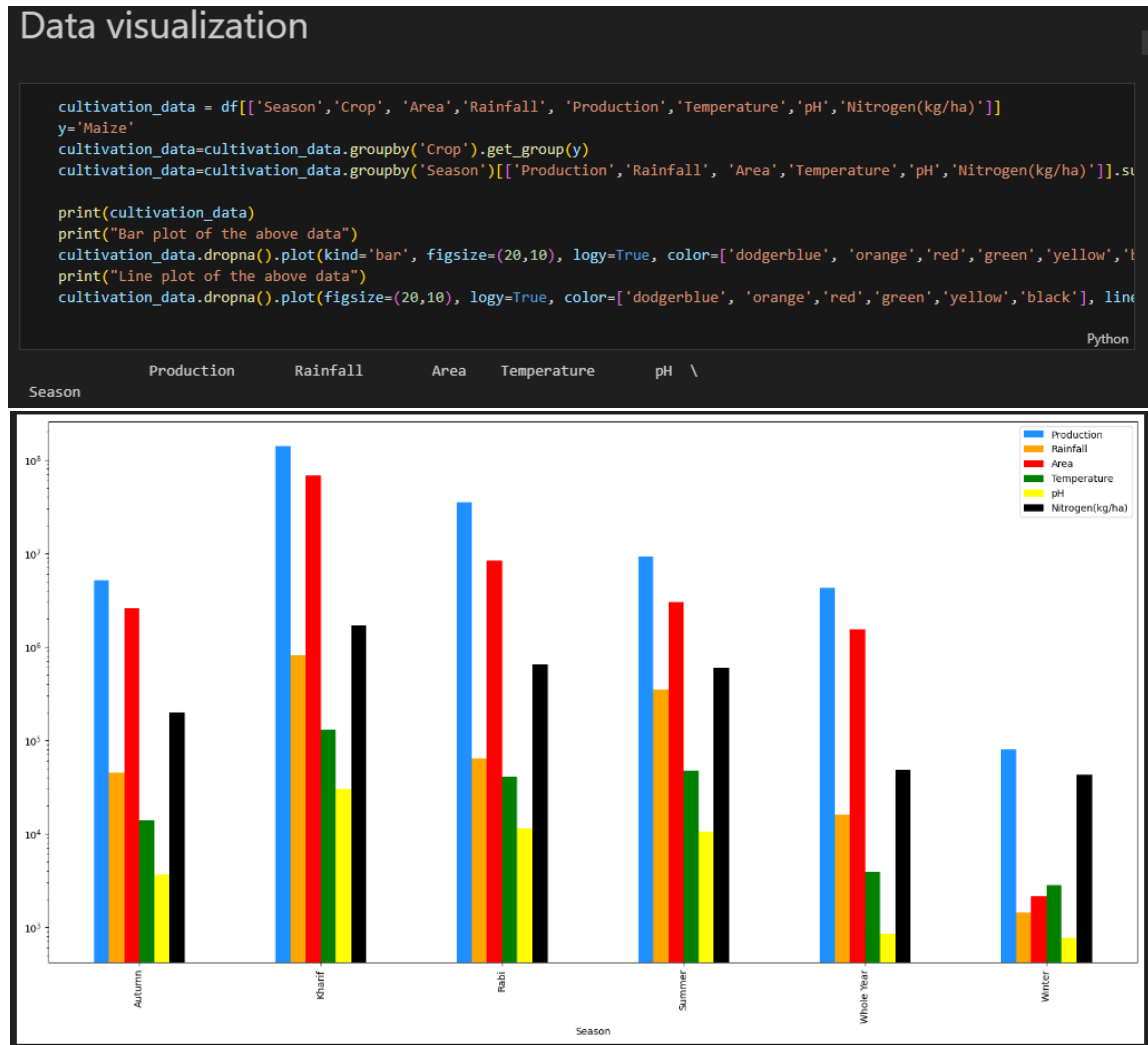 Data visualization
cultivation_data = df[['Season','Crop', 'Area','Rainfall', 'Production','Temperature','pH','Nitrogen(kg/ha)']]
y='Maize'
cultivation_data=cultivation_data.groupby('Crop').get_group(y)
cultivation_data=cultivation_data.groupby('Season')[['Production','Rainfall', 'Area','Temperature','pH','Nitrogen(kg/ha)']].su
print(cultivation_data)
print("Bar plot of the above data")
cultivation_data.dropna().plot(kind='bar', figsize=(20,10), logy=True, color=['dodgerblue', 'orange','red','green','yellow','b
print("Line plot of the above data")
cultivation_data.dropna().plot(figsize=(20,10), logy=True, color=['dodgerblue', 'orange','red','green','yellow','black'], line
Python
Production Rainfall Area Temperature pH \
Season
Production
Rainfall
Area
Temperature
pH
Nitrogen(kg/ha)
10⁸
10⁷
10⁶
10⁵
10⁴
10³
Autumn
Kharif
Rabi
Summer
Whole Year
Winter
Season